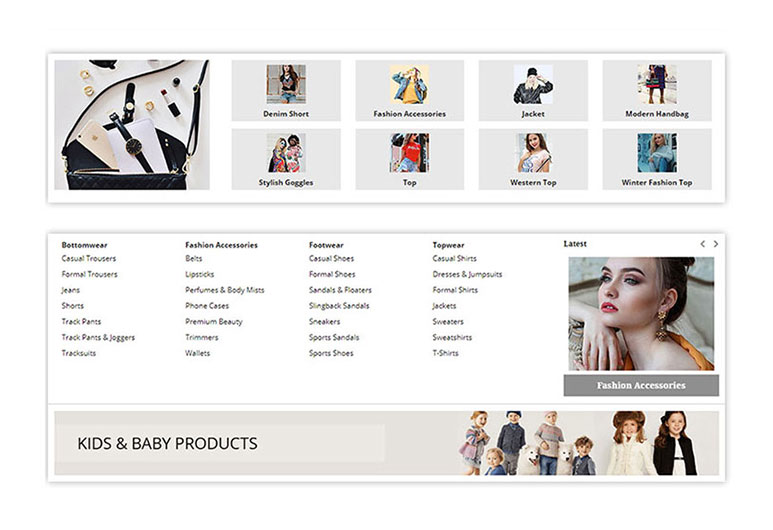 Denim Short
Fashion Accessories
Jacket
Modern Handbag
Stylish Goggles
Top
Western Top
Winter Fashion Top
Bottomwear
Casual Trousers
Formal Trousers
Jeans
Shorts
Track Pants
Track Pants & Joggers
Tracksuits
Fashion Accessories
Belts
Lipsticks
Perfumes & Body Mists
Phone Cases
Premium Beauty
Trimmers
Wallets
Footwear
Casual Shoes
Formal Shoes
Sandals & Floaters
Slingback Sandals
Sneakers
Sports Sandals
Sports Shoes
Topwear
Casual Shirts
Dresses & Jumpsuits
Formal Shirts
Jackets
Sweaters
Sweatshirts
T-Shirts
Latest
Fashion Accessories
KIDS & BABY PRODUCTS